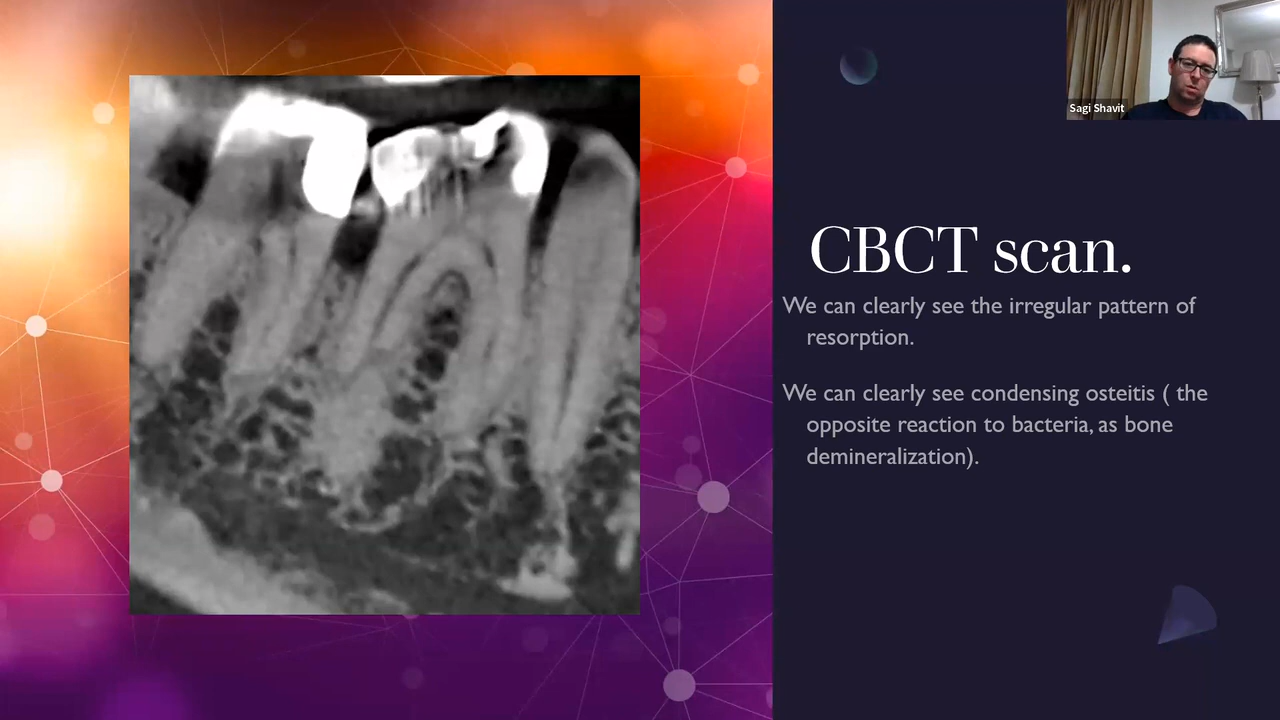 Sagi Shavit
CBCT scan.
We can clearly see the irregular pattern of
resorption.
We can clearly see condensing osteitis ( the
opposite reaction to bacteria, as bone
demineralization).